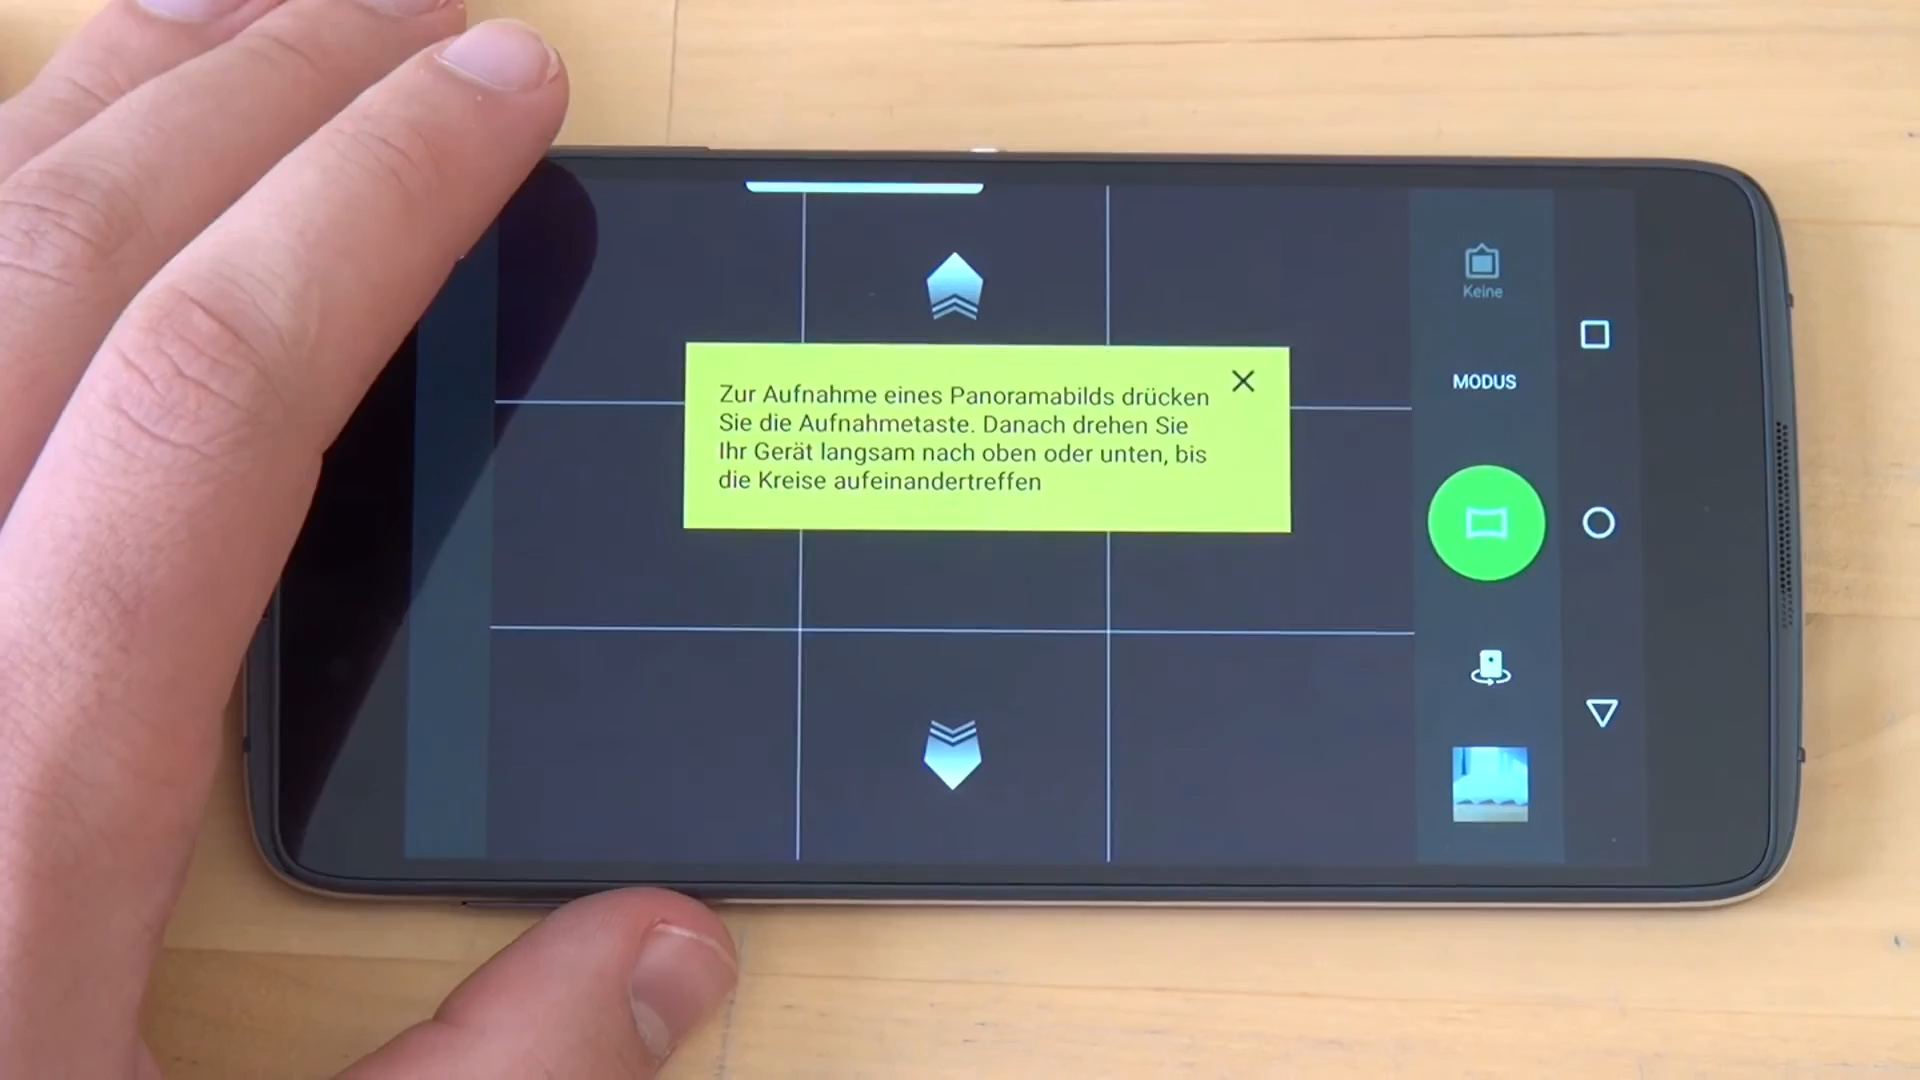 Zur Aufnahme eines Panoramabilds drücken
Sie die Aufnahmetaste. Danach drehen Sie
Ihr Gerät langsam nach oben oder unten, bis
die Kreise aufeinandertreffen
Keine
MODUS